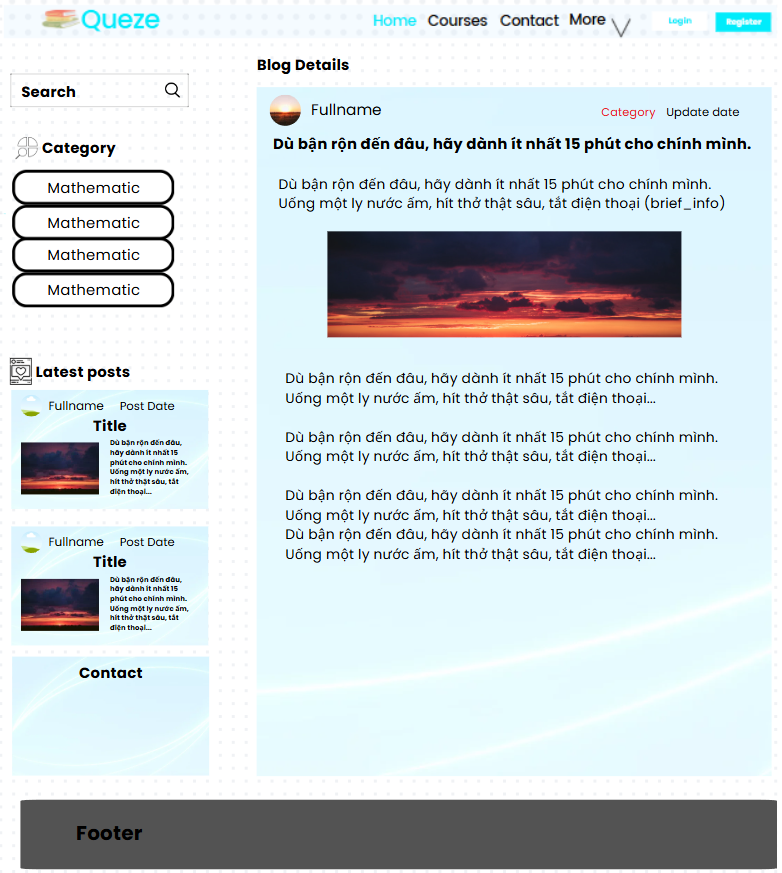 Queze
Home Courses Contact More
Login
Register
Search
Category
Mathematic
Mathematic
Mathematic
Mathematic
Latest posts
Fullname Post Date
Title
Dù bận rộn đến đâu,
hãy dành ít nhất 15
phút cho chính mình.
Uống một ly nước ấm,
hít thở thật sâu, tắt
điện thoại...
Fullname Post Date
Title
Dù bận rộn đến đâu,
hãy dành ít nhất 15
phút cho chính mình.
Uống một ly nước ấm,
hít thở thật sâu, tắt
điện thoại...
Contact
Blog Details
Fullname
Category Update date
Dù bận rộn đến đâu, hãy dành ít nhất 15 phút cho chính mình.
Dù bận rộn đến đâu, hãy dành ít nhất 15 phút cho chính mình.
Uống một ly nước ấm, hít thở thật sâu, tắt điện thoại (brief_info)
Dù bận rộn đến đâu, hãy dành ít nhất 15 phút cho chính mình.
Uống một ly nước ấm, hít thở thật sâu, tắt điện thoại...
Dù bận rộn đến đâu, hãy dành ít nhất 15 phút cho chính mình.
Uống một ly nước ấm, hít thở thật sâu, tắt điện thoại...
Dù bận rộn đến đâu, hãy dành ít nhất 15 phút cho chính mình.
Uống một ly nước ấm, hít thở thật sâu, tắt điện thoại...
Dù bận rộn đến đâu, hãy dành ít nhất 15 phút cho chính mình.
Uống một ly nước ấm, hít thở thật sâu, tắt điện thoại...
Footer